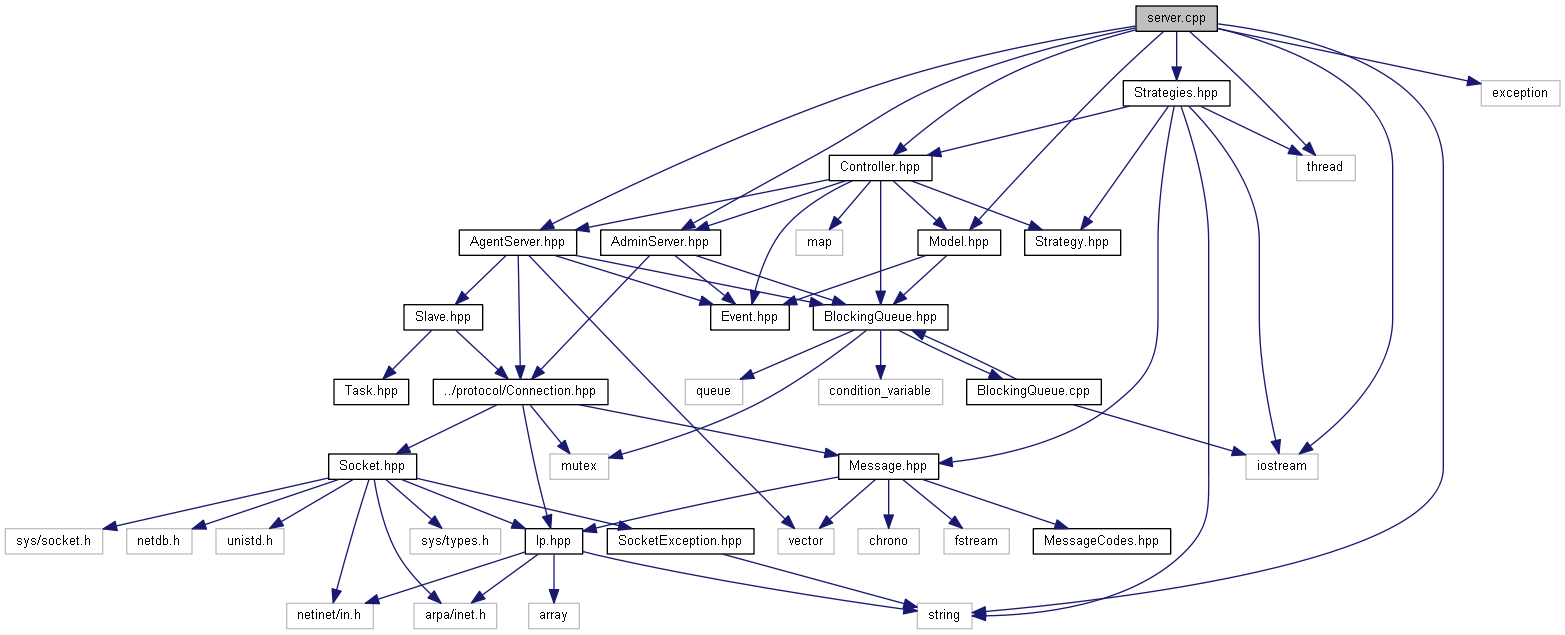 server.cpp
Strategies.hpp
exception
Controller.hpp
thread
AgentServer.hpp
AdminServer.hpp
map
Model.hpp
Strategy.hpp
Slave.hpp
Event.hpp
BlockingQueue.hpp
Task.hpp
../protocol/Connection.hpp
queue
condition_variable
BlockingQueue.cpp
Socket.hpp
mutex
Message.hpp
iostream
sys/socket.h
netdb.h
unistd.h
sys/types.h
Ip.hpp
SocketException.hpp
vector
chrono
fstream
MessageCodes.hpp
netinet/in.h
arpa/inet.h
array
string